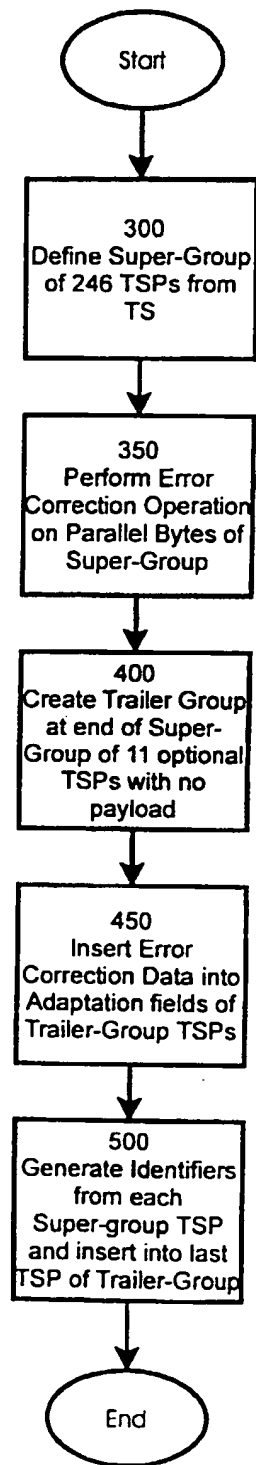 Start
300
Define Super-Group
of 246 TSPs from
TS
350
Perform Error
Correction Operation
on Parallel Bytes of
Super-Group
400
Create Trailer Group
at end of Super-
Group of 11 optional
TSPs with no
payload
450
Insert Error
Correction Data into
Adaptation fields of
Trailer-Group TSPs
500
Generate Identifiers
from each
Super-group TSP
and insert into last
TSP of Trailer-Group
End